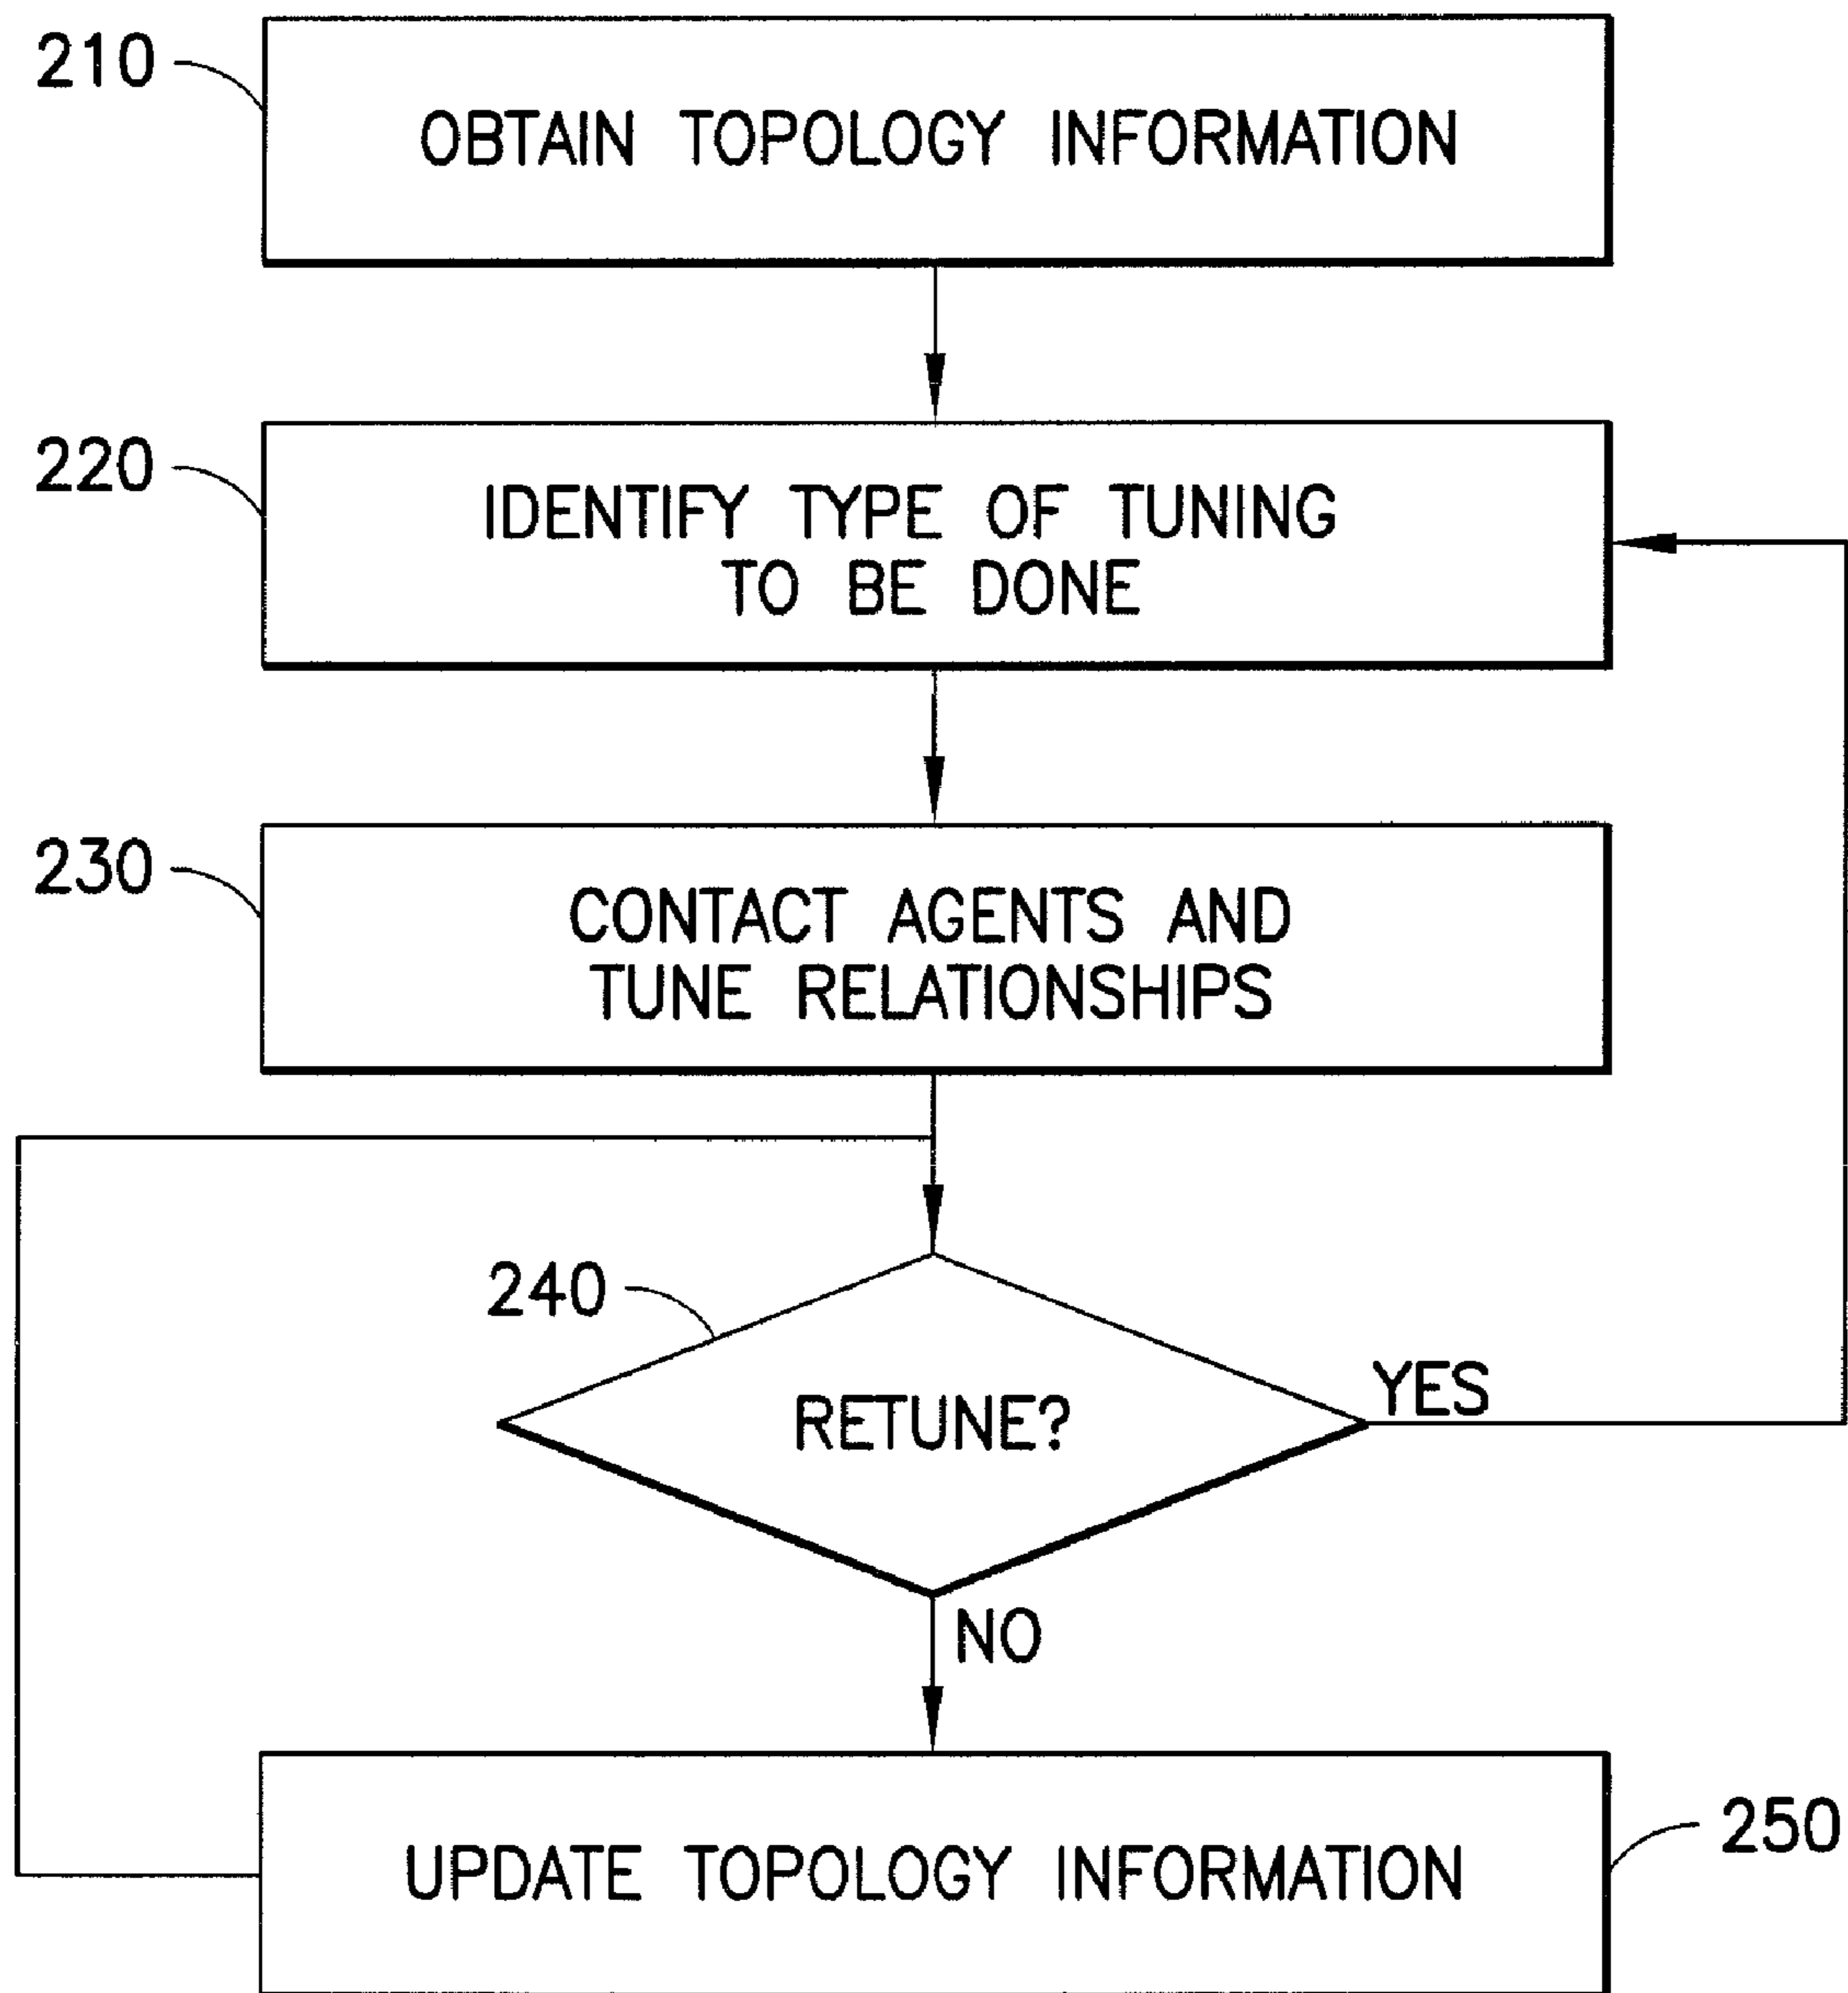 210
OBTAIN TOPOLOGY INFORMATION
220
IDENTIFY TYPE OF TUNING
TO BE DONE
230
CONTACT AGENTS AND
TUNE RELATIONSHIPS
240
RETUNE?
YES
NO
250
UPDATE TOPOLOGY INFORMATION